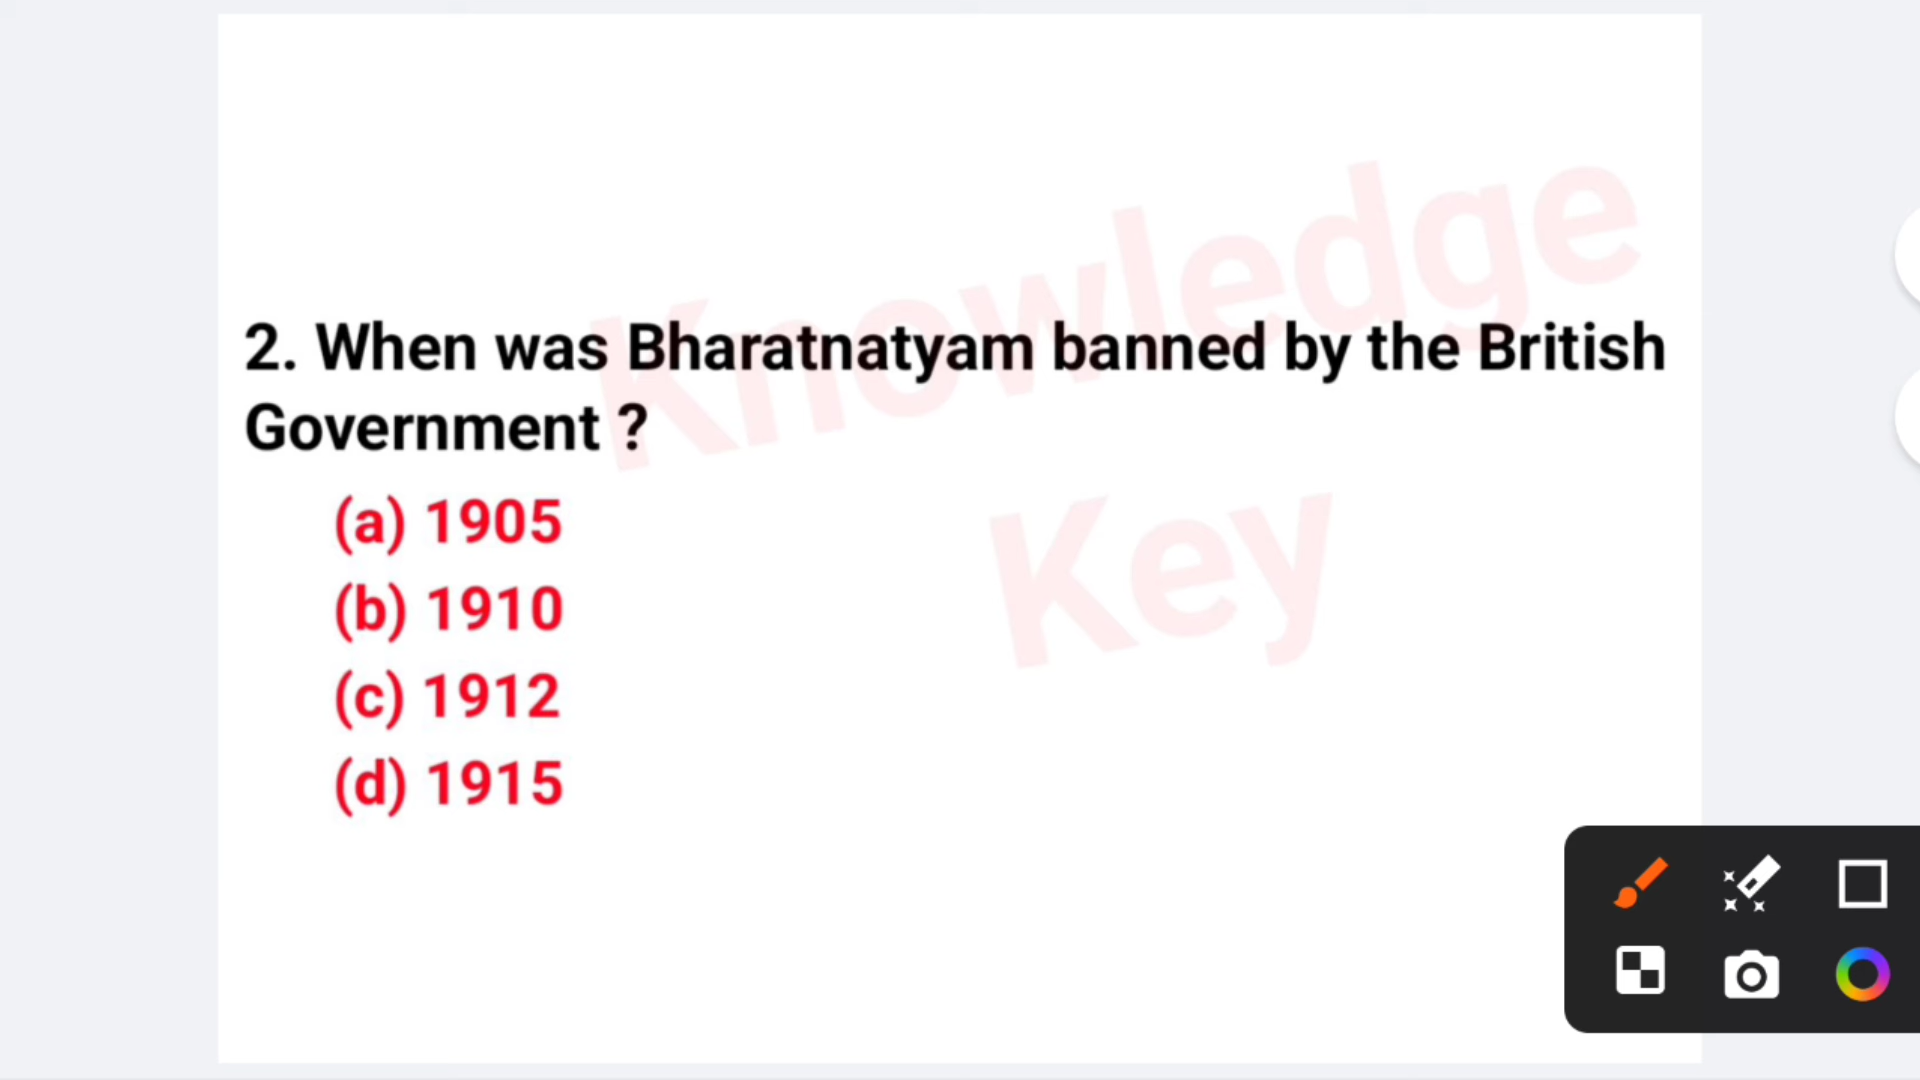 Knowledge
Key
2. When was Bharatnatyam banned by the British
Government ?
(a) 1905
(b) 1910
(c) 1912
(d) 1915